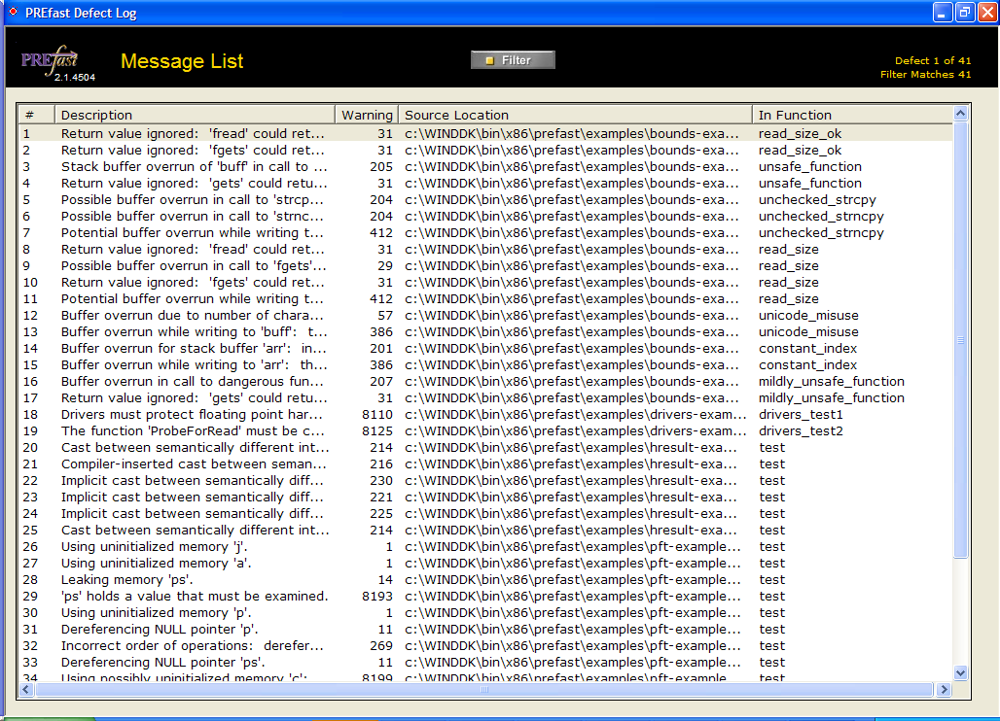 PREfast Defect Log
PREfast
2.1.4504
Message List
Filter
Defect 1 of 41
Filter Matches 41
# Description Warning Source Location In Function
1 Return value ignored: 'fread' could ret... 31 c:\WINDDK\bin\x86\prefast\examples\bounds-exa... read_size_ok
2 Return value ignored: 'fgets' could ret... 31 c:\WINDDK\bin\x86\prefast\examples\bounds-exa... read_size_ok
3 Stack buffer overrun of 'buff' in call to ... 205 c:\WINDDK\bin\x86\prefast\examples\bounds-exa... unsafe_function
4 Return value ignored: 'gets' could retu... 31 c:\WINDDK\bin\x86\prefast\examples\bounds-exa... unsafe_function
5 Possible buffer overrun in call to 'strcp... 204 c:\WINDDK\bin\x86\prefast\examples\bounds-exa... unchecked_strcpy
6 Possible buffer overrun in call to 'strnc... 204 c:\WINDDK\bin\x86\prefast\examples\bounds-exa... unchecked_strncpy
7 Potential buffer overrun while writing t... 412 c:\WINDDK\bin\x86\prefast\examples\bounds-exa... unchecked_strncpy
8 Return value ignored: 'fread' could ret... 31 c:\WINDDK\bin\x86\prefast\examples\bounds-exa... read_size
9 Possible buffer overrun in call to 'fgets'... 29 c:\WINDDK\bin\x86\prefast\examples\bounds-exa... read_size
10 Return value ignored: 'fgets' could ret... 31 c:\WINDDK\bin\x86\prefast\examples\bounds-exa... read_size
11 Potential buffer overrun while writing t... 412 c:\WINDDK\bin\x86\prefast\examples\bounds-exa... read_size
12 Buffer overrun due to number of chara... 57 c:\WINDDK\bin\x86\prefast\examples\bounds-exa... unicode_misuse
13 Buffer overrun while writing to 'buff': t... 386 c:\WINDDK\bin\x86\prefast\examples\bounds-exa... unicode_misuse
14 Buffer overrun for stack buffer 'arr': in... 201 c:\WINDDK\bin\x86\prefast\examples\bounds-exa... constant_index
15 Buffer overrun while writing to 'arr': th... 386 c:\WINDDK\bin\x86\prefast\examples\bounds-exa... constant_index
16 Buffer overrun in call to dangerous fun... 207 c:\WINDDK\bin\x86\prefast\examples\bounds-exa... mildly_unsafe_function
17 Return value ignored: 'gets' could retu... 31 c:\WINDDK\bin\x86\prefast\examples\bounds-exa... mildly_unsafe_function
18 Drivers must protect floating point har... 8110 c:\WINDDK\bin\x86\prefast\examples\drivers-exam... drivers_test1
19 The function 'ProbeForRead' must be c... 8125 c:\WINDDK\bin\x86\prefast\examples\drivers-exam... drivers_test2
20 Cast between semantically different int... 214 c:\WINDDK\bin\x86\prefast\examples\hresult-exa... test
21 Compiler-inserted cast between seman... 216 c:\WINDDK\bin\x86\prefast\examples\hresult-exa... test
22 Implicit cast between semantically diff... 230 c:\WINDDK\bin\x86\prefast\examples\hresult-exa... test
23 Implicit cast between semantically diff... 221 c:\WINDDK\bin\x86\prefast\examples\hresult-exa... test
24 Implicit cast between semantically diff... 225 c:\WINDDK\bin\x86\prefast\examples\hresult-exa... test
25 Cast between semantically different int... 214 c:\WINDDK\bin\x86\prefast\examples\hresult-exa... test
26 Using uninitialized memory 'j'. 1 c:\WINDDK\bin\x86\prefast\examples\pft-example... test
27 Using uninitialized memory 'a'. 1 c:\WINDDK\bin\x86\prefast\examples\pft-example... test
28 Leaking memory 'ps'. 14 c:\WINDDK\bin\x86\prefast\examples\pft-example... test
29 'ps' holds a value that must be examined. 8193 c:\WINDDK\bin\x86\prefast\examples\pft-example... test
30 Using uninitialized memory 'p'. 1 c:\WINDDK\bin\x86\prefast\examples\pft-example... test
31 Dereferencing NULL pointer 'p'. 11 c:\WINDDK\bin\x86\prefast\examples\pft-example... test
32 Incorrect order of operations: derefer... 269 c:\WINDDK\bin\x86\prefast\examples\pft-example... test
33 Dereferencing NULL pointer 'ps'. 11 c:\WINDDK\bin\x86\prefast\examples\pft-example... test
34 Using possibly uninitialized memory 'c': 8199 c:\WINDDK\bin\x86\prefast\examples\pft-example... test